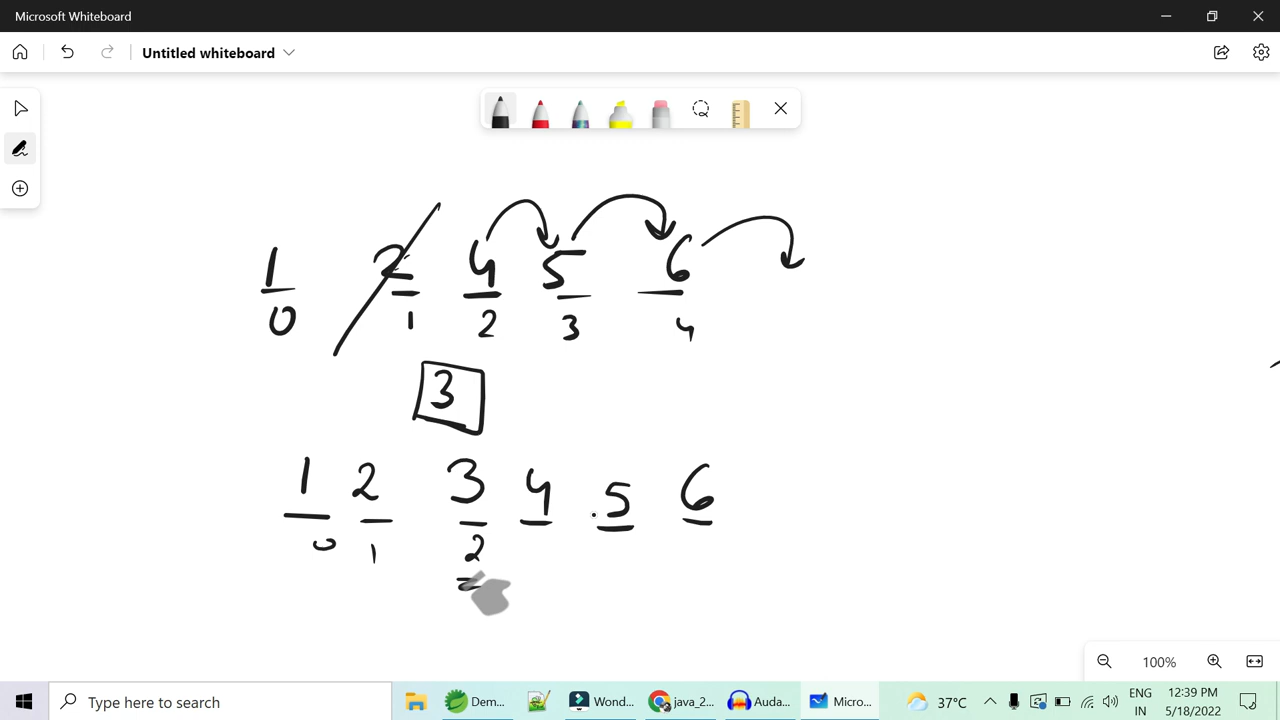 Microsoft Whiteboard
Untitled whiteboard
1 2 4 5 6
0 1 2 3 4
3
1 2 3 4 5 6
0 1 2
100%
Type here to search
Dem...
Wond...
java_2...
Auda...
Micro...
37°C
ENG
IN
12:39 PM
5/18/2022